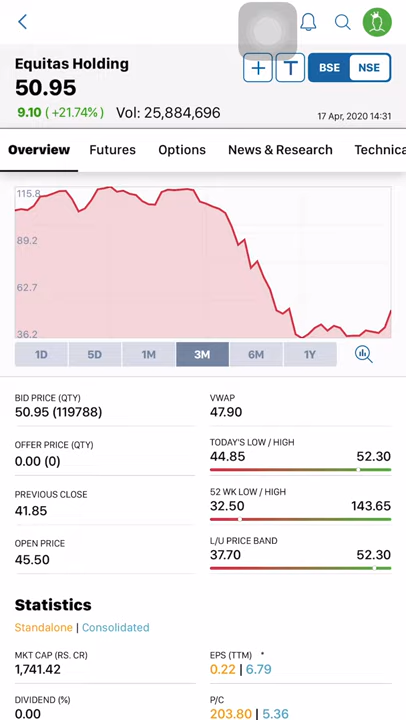 Equitas Holding
50.95
9.10 (+21.74%) Vol: 25,884,696
BSE NSE
17 Apr, 2020 14:31
Overview Futures Options News & Research Technica
115.8
89.2
62.7
36.2
1D 5D 1M 3M 6M 1Y
BID PRICE (QTY)
50.95 (119788)
VWAP
47.90
OFFER PRICE (QTY)
0.00 (0)
TODAY'S LOW / HIGH
44.85 52.30
PREVIOUS CLOSE
41.85
52 WK LOW / HIGH
32.50 143.65
OPEN PRICE
45.50
L/U PRICE BAND
37.70 52.30
Statistics
Standalone | Consolidated
MKT CAP (RS. CR)
1,741.42
EPS (TTM) *
0.22 | 6.79
DIVIDEND (%)
0.00
P/C
203.80 | 5.36